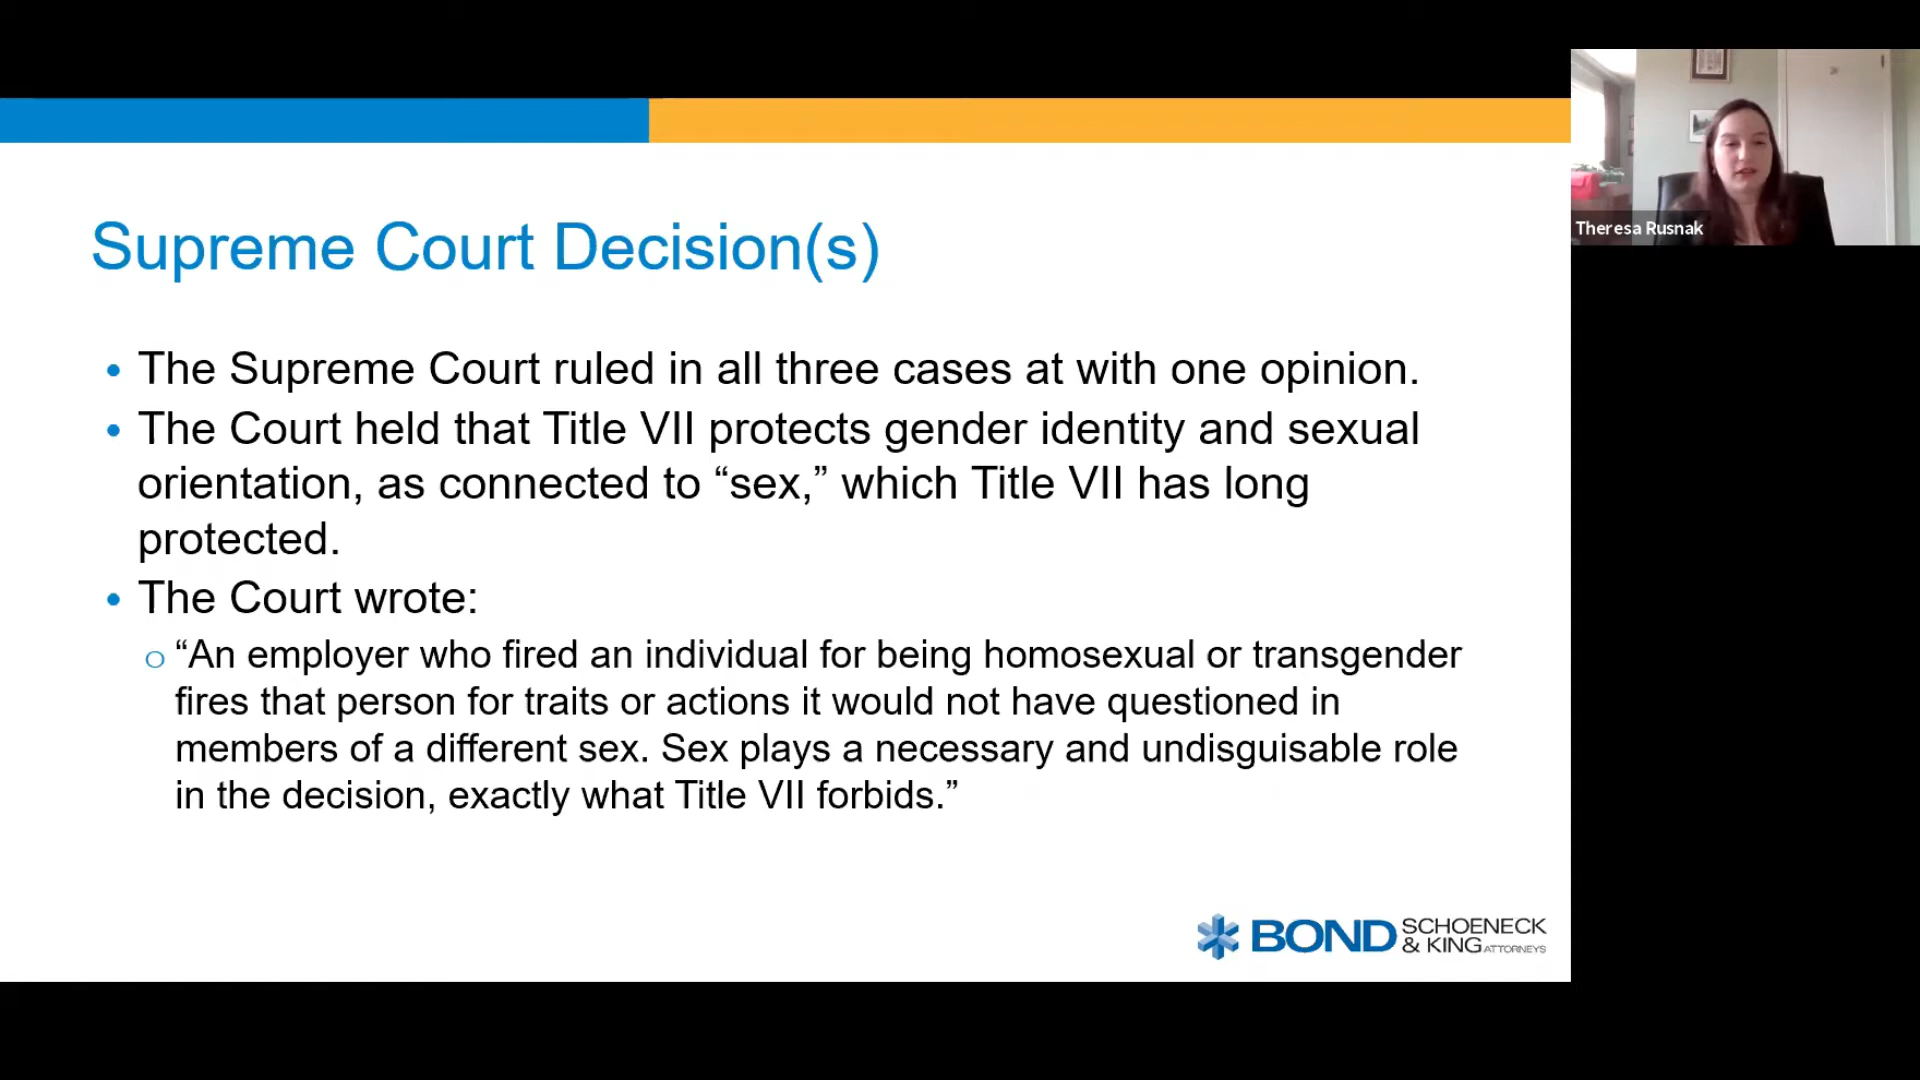 Supreme Court Decision(s)
• The Supreme Court ruled in all three cases at with one opinion.
• The Court held that Title VII protects gender identity and sexual
orientation, as connected to “sex,” which Title VII has long
protected.
• The Court wrote:
o “An employer who fired an individual for being homosexual or transgender
fires that person for traits or actions it would not have questioned in
members of a different sex. Sex plays a necessary and undisguisable role
in the decision, exactly what Title VII forbids.”
BOND SCHOENECK
& KING ATTORNEYS
Theresa Rusnak